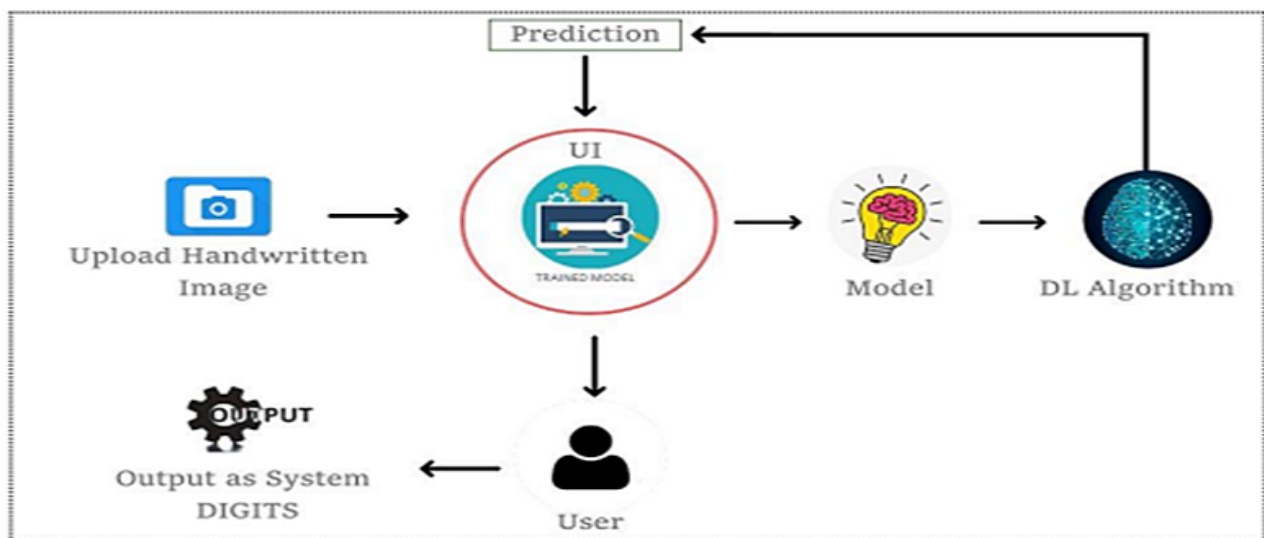 Prediction
UI
TRAINED MODEL
Upload Handwritten
Image
Model
DL Algorithm
OUTPUT
Output as System
DIGITS
User